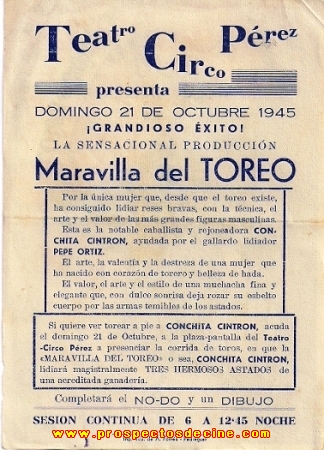 Teatro Circo Pérez
presenta
DOMINGO 21 DE OCTUBRE 1945
¡GRANDIOSO ÉXITO!
LA SENSACIONAL PRODUCCIÓN
Maravilla del TOREO
Por la única mujer que, desde que el toreo existe,
ha conseguido lidiar reses bravas, con la técnica, el
arte y el valor de las más grandes figuras masculinas.
Esta es la notable caballista y rejoneadora CON-
CHITA CINTRON, ayudada por el gallardo lidiador
PEPE ORTIZ.
El arte, la valentía y la destreza de una mujer que
ha nacido con corazón de torero y belleza de hada.
El valor, el arte y el estilo de una muchacha fina y
elegante que, con dulce sonrisa deja rozar su esbelto
cuerpo por las armas temibles de los astados.
Si quiere ver torear a pie a CONCHITA CINTRON, acuda
el domingo 21 de Octubre, a la plaza-pantalla del Teatro
-Circo Pérez a presenciar la corrida de toros, en que la
«MARAVILLA DEL TOREO» o sea, CONCHITA CINTRON,
lidiará magistralmente TRES HERMOSOS ASTADOS de
una acreditada ganadería.
Completará el NO-DO y un DIBUJO
SESION CONTINUA DE 6 A 12'45 NOCHE
www.prospectosdecine.com